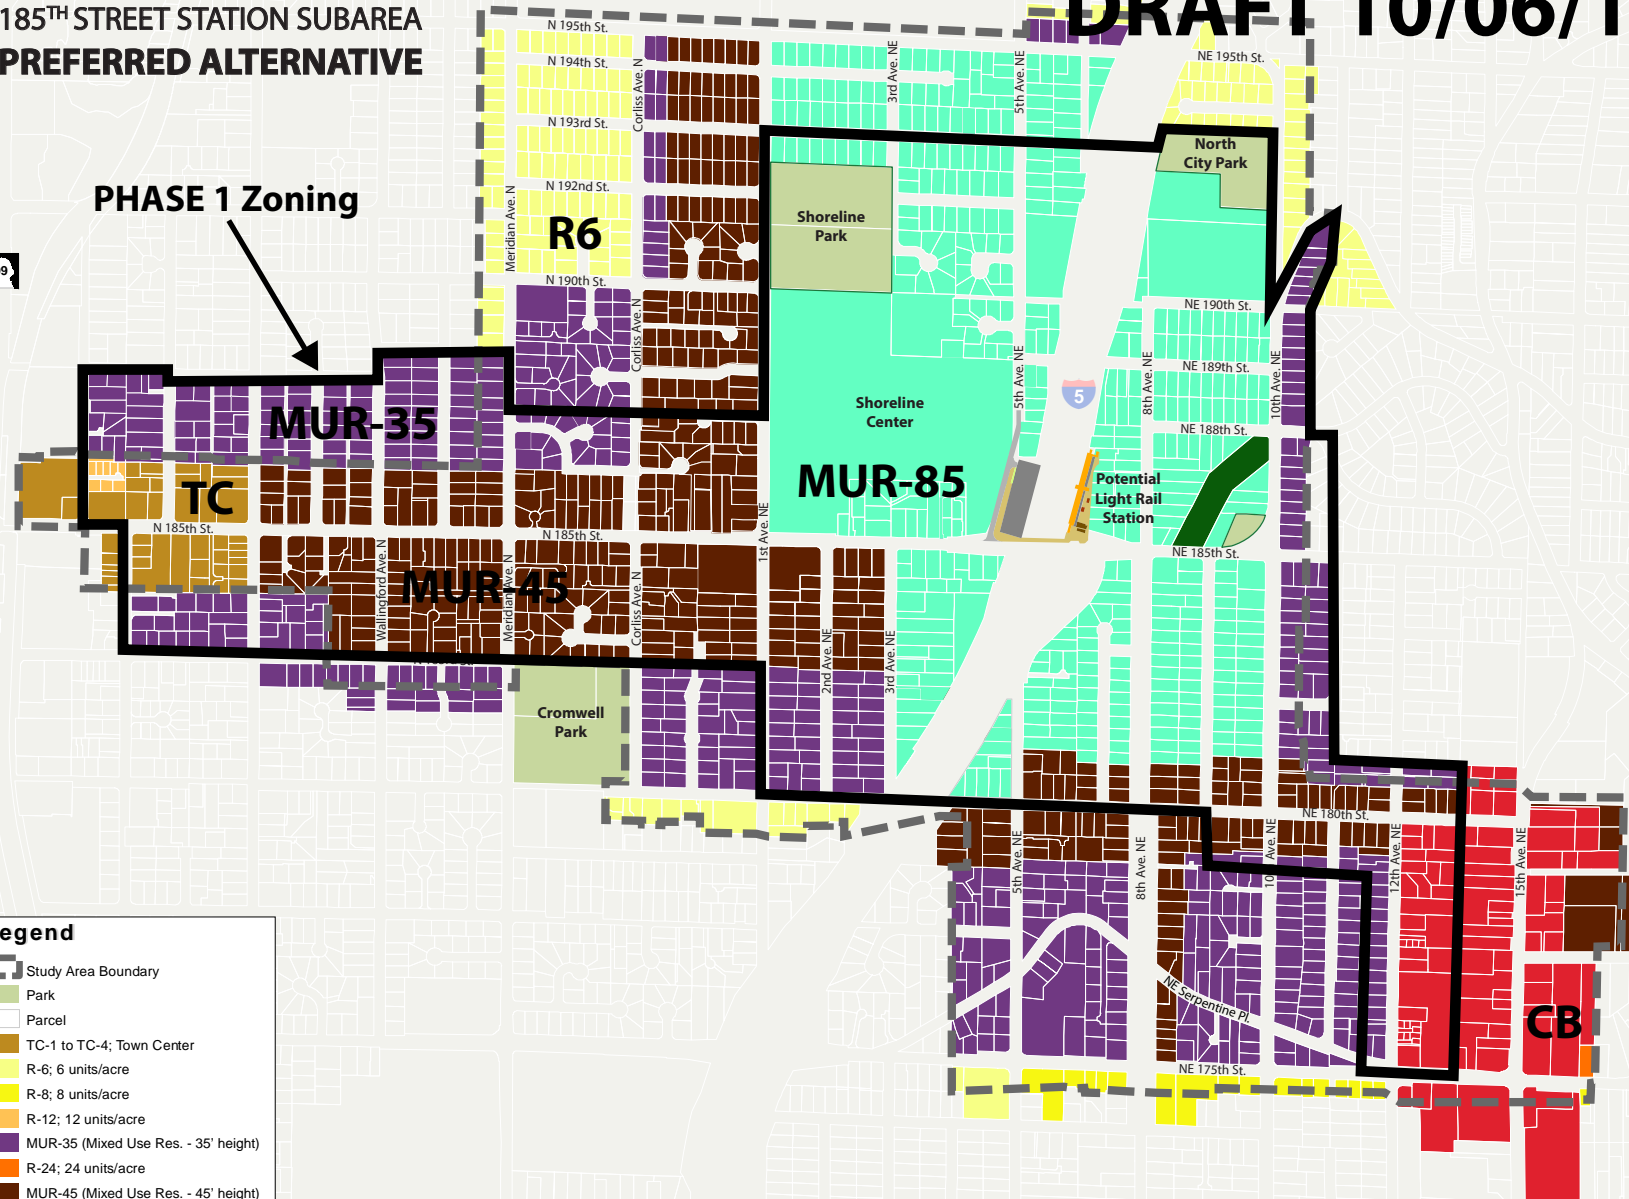 185TH STREET STATION SUBAREA
PREFERRED ALTERNATIVE
DRAFT 10/06/1
PHASE 1 Zoning
N 195th St.
N 194th St.
N 193rd St.
N 192nd St.
N 190th St.
Meridian Ave. N
Corliss Ave. N
Corliss Ave. N
3rd Ave. NE
5th Ave. NE
NE 195th St.
North
City Park
Shoreline
Park
R6
NE 190th St.
NE 189th St.
NE 188th St.
5th Ave. NE
8th Ave. NE
10th Ave. NE
5
Shoreline
Center
MUR-35
MUR-85
TC
Potential
Light Rail
Station
N 185th St.
N 185th St.
NE 185th St.
1st Ave. NE
MUR-45
Wallingford Ave. N
Meridian Ave. N
Corliss Ave. N
2nd Ave. NE
3rd Ave. NE
Cromwell
Park
NE 180th St.
5th Ave. NE
8th Ave. NE
Ave. NE
12th Ave. NE
15th Ave. NE
NE Serpentine Pl.
CB
NE 175th St.
egend
Study Area Boundary
Park
Parcel
TC-1 to TC-4; Town Center
R-6; 6 units/acre
R-8; 8 units/acre
R-12; 12 units/acre
MUR-35 (Mixed Use Res. - 35' height)
R-24; 24 units/acre
MUR-45 (Mixed Use Res. - 45' height)